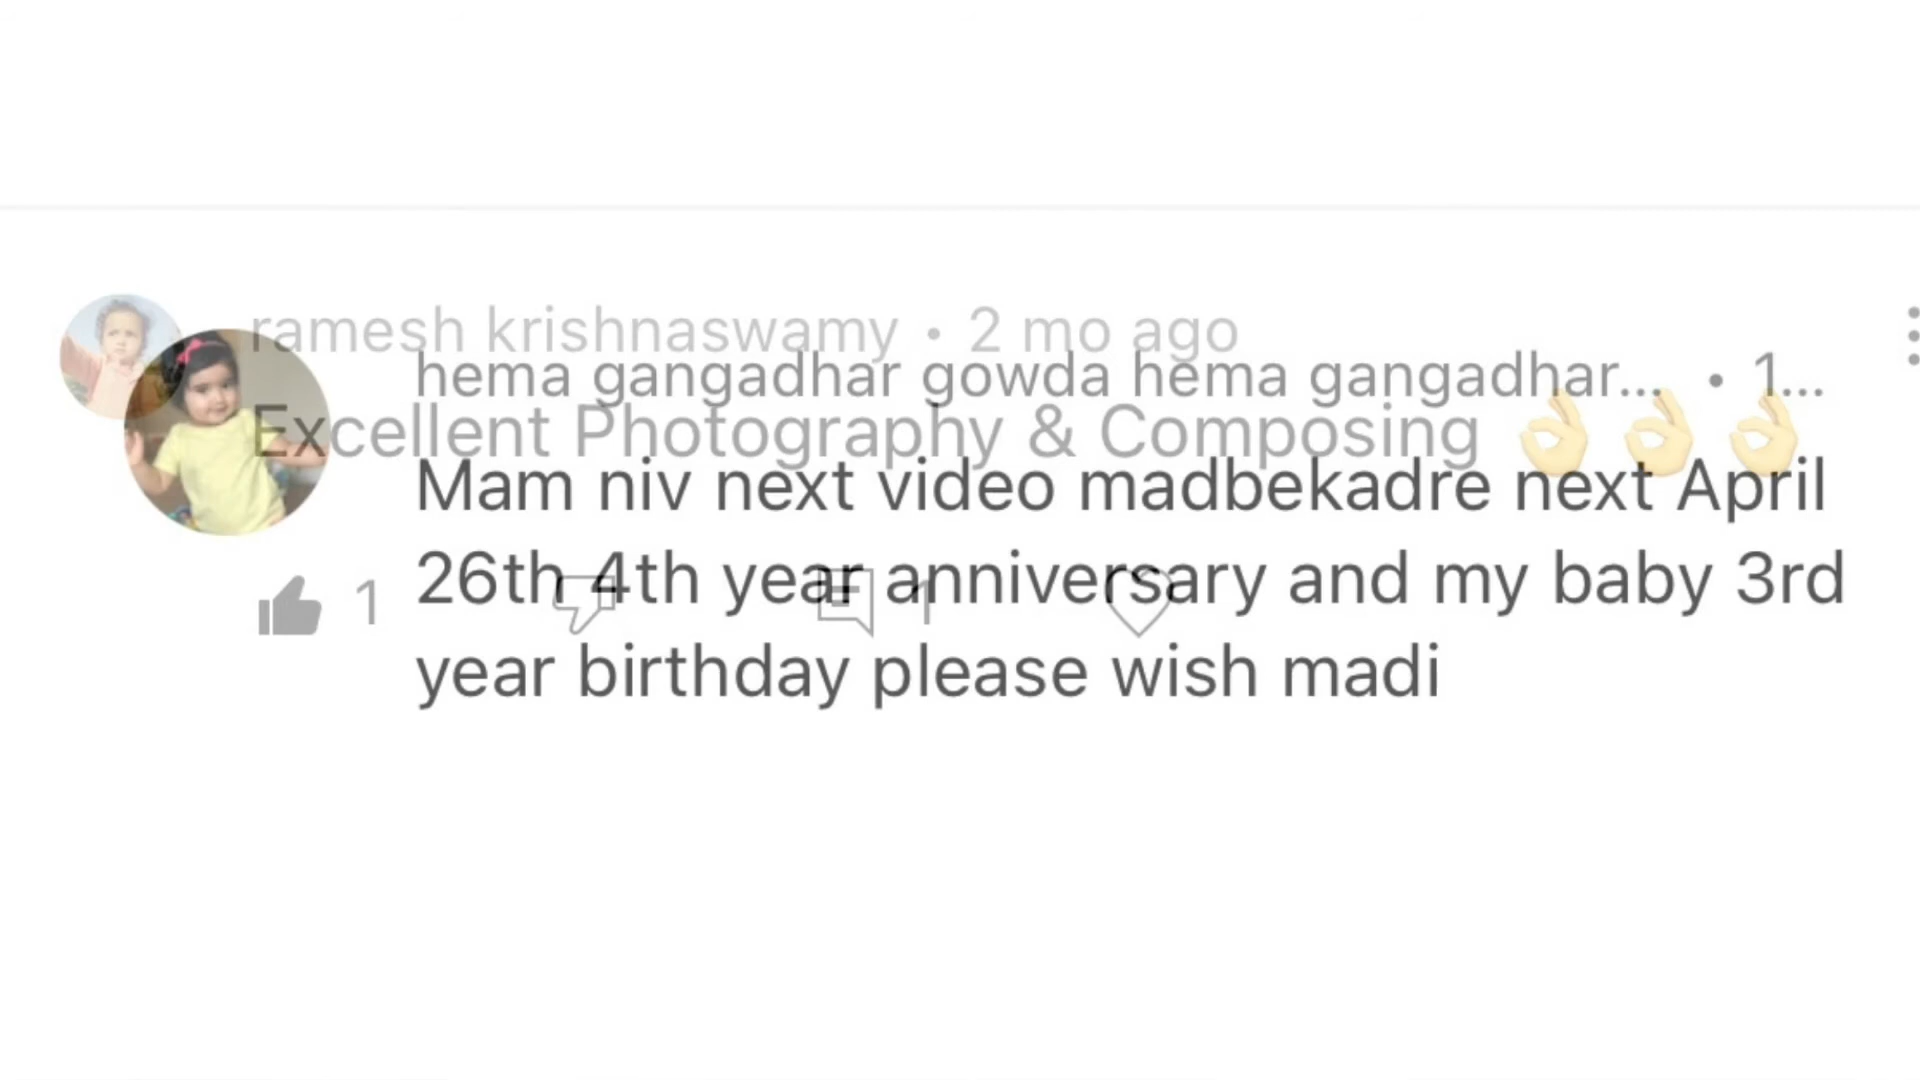 ramesh krishnaswamy • 2 mo ago
Excellent Photography & Composing 👌👌👌
1 1
hema gangadhar gowda hema gangadhar... • 1...
Mam niv next video madbekadre next April
26th 4th year anniversary and my baby 3rd
year birthday please wish madi